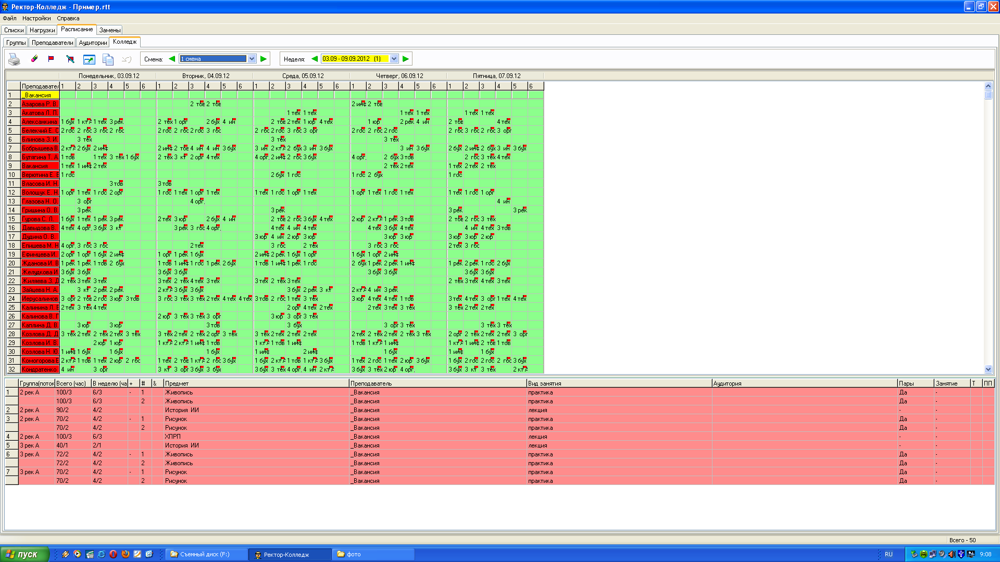 Ректор-Колледж - Пример.rtt
Файл Настройки Справка
Списки Нагрузки Расписание Замены
Группы Преподаватели Аудитории Колледж
Смена: 1 смена Неделя: 03.09 - 09.09.2012 (1)
Понедельник, 03.09.12 Вторник, 04.09.12 Среда, 05.09.12 Четверг, 06.09.12 Пятница, 07.09.12
Преподавател 1 2 3 4 5 6 1 2 3 4 5 6 1 2 3 4 5 6 1 2 3 4 5 6 1 2 3 4 5 6
1 _Вакансия
2 Азарова Р. В. 2 тов 2 тов 2 инф 2 тов
3 Акатова Л. П. 1 тех 1 тех 1 тех 1 тех 1 тех 1 тех
4 Алексанкина 1 бух 1 кт 1 тех 3 рек 2 тех 1 орг 2 бух 4 ин 2 тов 2 тех 1 юр 4 тех 1 юр 2 рек 4 ин 2 тов 4 тех
5 Белекчий Е. С 2 гос 2 гос 2 гос 2 гос 2 гос 2 гос 2 гос 3 гос 2 гос 2 гос 2 гос 3 орг 2 гос 2 гос 2 гос 2 гос 3 гос 2 гос 3 орг
6 Блинова З. И. 3 тех 3 тех 3 тех
7 Бобрышева В. 2 кт 2 бух 2 инф 2 инф 2 тов 4 ин 4 ин 3 бух 3 ин 2 кт 2 бух 3 ин 3 бух 3 ин 3 бух 2 бух 2 инф 2 бух 3 ин 3 бух
8 Бутягина Т. А 1 тов 1 тех 3 тех 1 бух 2 тех 3 кт 2 орг 4 тех 4 орг. 2 инф 2 гос 3 бух 4 орг. 2 бух 3 тов 2 гос 3 тех 4 тех
9 Вакансия 1 тех 1 инф 2 тех 2 тех 2 тех 1 тех 2 тех 2 тех
10 Верютина Е. Е 1 гос 2 бух 1 гос 1 гос 2 бух 1 гос
11 Власова И. Н. 3 тов 3 тов
12 Волощук Е. Н. 1 орг 1 тех 1 гос 2 орг 1 гос 1 тех 1 орг 1 тех 1 тех 1 гос 1 орг 1 тех 1 орг 1 тех 1 гос 1 тех 1 тех 1 гос 1 орг
13 Глазова Н. О. 3 орг 4 орг. 4 ин
14 Гришина О. В. 3 рек 3 рек 3 рек 3 рек
15 Гурова С. Л. 1 бух 1 тех 1 рек 3 рек 2 тех 3 юр 2 бух 4 ин 2 тов 2 гос 3 бух 4 тех 2 юр 2 кт 1 рек 3 тов 2 тов 2 гос 3 тех
16 Давыдова В. 4 тех 4 орг. 3 бух 3 кт 3 рек 3 гос 4 орг. 4 тех 4 ин 4 тех 4 тех 3 бух 4 тех 4 ин 4 тех 3 тов
17 Дудина О. В. 3 юр 4 ин 2 юр 3 юр 3 юр 3 юр 3 юр 3 юр 2 юр
18 Епишева М. Н 4 орг. 3 гос 3 гос 2 тех 3 гос 2 тех 3 гос 3 гос 2 тех 3 гос
19 Ефимцева И. 2 орг 1 орг 1 бух 2 инф 1 орг 1 рек 1 бух 2 инф 2 рек 1 бух 1 орг 1 бух 1 орг 2 инф
20 Жданова И. В 1 рек 1 рек 1 тов 2 бух 1 тов 1 инф 1 гос 1 рек 2 бух 1 тов 1 инф 1 рек 1 гос 2 бух 1 рек 2 рек 1 инф 1 рек 2 рек 1 гос 2 бух
21 Желудкова И. 3 бух 3 бух 3 бух 3 бух 3 бух 3 бух 3 бух 3 бух
22 Жиляева З. Д 2 тех 3 тех 3 тех 3 тех 2 тех 4 тех 3 тех 3 тех 2 тех 3 тех 2 тех 3 тех 4 тех 3 тех
23 Зайцева Н. А. 3 кт 2 рек 2 рек 2 кт 3 бух 3 бух 3 бух 2 рек 3 кт 2 кт 4 ин 3 рек
24 Иерусалимов 3 орг 2 тов 2 гос 3 юр 3 тов 3 гос 3 тех 3 тех 2 тех 4 тех 4 тех 3 тов 2 гос 1 тех 3 тех 3 юр 4 тех 4 тех 1 тов 3 тех 4 тех 3 орг 1 тех 4 тех
25 Калинина Л. Е 2 тех 3 тех 4 тех 2 орг 4 тех 2 тех 2 тех 3 тех 2 тех 3 тех 2 тех 2 тех
26 Калинова В. Г 2 юр 3 тех 3 тех 3 орг 3 юр 3 орг 3 тех
27 Каплина Д. В. 3 юр 3 юр 3 тов 3 бух 3 орг 3 тех 3 тех 3 тех
28 Козлова Д. Д. 3 тех 2 тех 2 тех 2 тех 3 тех 3 тех 2 тех 2 тех 2 орг 3 тех 3 тех 2 тех 2 тех 2 тех 2 тех 2 тех 2 тех 2 тех 3 тех 2 орг 2 тех 2 тех 2 тех 3 орг
29 Козлова И. В. 2 юр 1 юр 1 кт 2 кт 1 инф 1 тов 1 кт 1 тов 1 инф 1 тов 1 кт 1 инф 1 кт 1 инф 2 тов 1 тов
30 Козлова Н. Ю. 1 инф 1 бух 1 бух 1 бух 1 инф 2 инф 1 бух 1 инф 1 бух
31 Комогорова Е 2 кт 1 тов 1 тех 2 юр 2 гос 1 тех 2 тов 1 кт 2 гос 3 бух 1 бух 2 кт 1 тов 1 кт 3 бух 1 тех 2 гос 1 тех 2 юр 3 бух 1 бух 2 гос 2 гос 2 гос 3 бух
32 Кондратенко 4 ин 3 орг 3 кт 3 орг 3 бух 3 бух 3 бух 3 тех 4 орг. 4 ин 2 кт 3 бух 3 тех 2 юр 4 орг. 3 бух 3 кт 3 тех 2 кт
Группа(поток Всего (час) В неделю (ча + # & Предмет Преподаватель Вид занятия Аудитория Пары Занятие Т ПП
1 2 рек А 100/3 6/3 - 1 Живопись _Вакансия практика Да -
100/3 6/3 2 Живопись _Вакансия практика Да -
2 2 рек А 90/2 4/2 История ИИ _Вакансия лекция - -
3 2 рек А 70/2 4/2 - 1 Рисунок _Вакансия практика Да -
70/2 4/2 2 Рисунок _Вакансия практика Да -
4 2 рек А 100/3 6/3 ХПРП _Вакансия лекция - -
5 3 рек А 40/1 2/1 История ИИ _Вакансия лекция - -
6 3 рек А 72/2 4/2 - 1 Живопись _Вакансия практика Да -
72/2 4/2 2 Живопись _Вакансия практика Да -
7 3 рек А 70/2 4/2 - 1 Рисунок _Вакансия практика Да -
70/2 4/2 2 Рисунок _Вакансия практика Да -
Всего - 50
пуск Съемный диск (F:) Ректор-Колледж фото RU 9:08